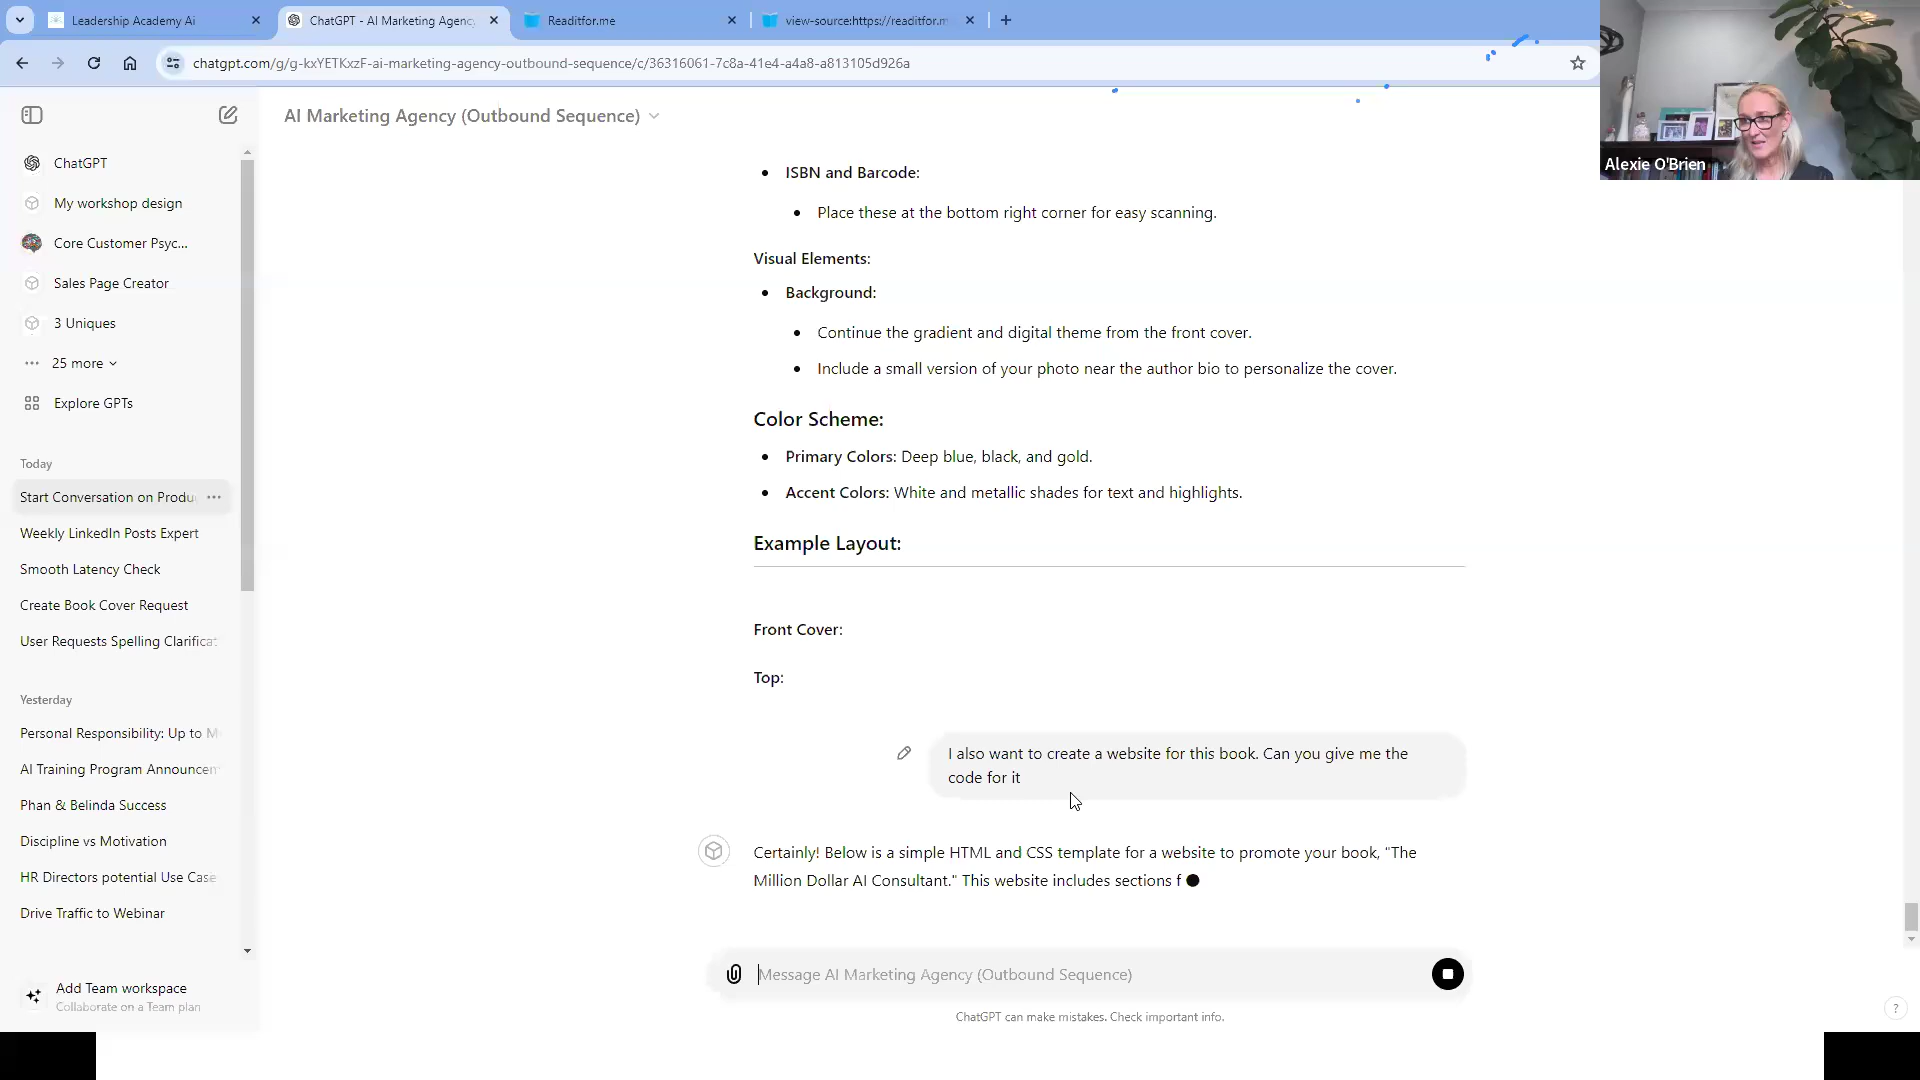 Leadership Academy Ai
ChatGPT - AI Marketing Agency
Readitfor.me
view-source:https://readitfor.m
chatgpt.com/g/g-kxYETKxzF-ai-marketing-agency-outbound-sequence/c/36316061-7c8a-41e4-a4a8-a813105d926a
Alexie O'Brien
AI Marketing Agency (Outbound Sequence)
ChatGPT
My workshop design
Core Customer Psyc...
Sales Page Creator
3 Uniques
25 more
Explore GPTs
Today
Start Conversation on Produ
Weekly LinkedIn Posts Expert
Smooth Latency Check
Create Book Cover Request
User Requests Spelling Clarificat
Yesterday
Personal Responsibility: Up to M
AI Training Program Announcem
Phan & Belinda Success
Discipline vs Motivation
HR Directors potential Use Case
Drive Traffic to Webinar
Add Team workspace
Collaborate on a Team plan
ISBN and Barcode:
Place these at the bottom right corner for easy scanning.
Visual Elements:
Background:
Continue the gradient and digital theme from the front cover.
Include a small version of your photo near the author bio to personalize the cover.
Color Scheme:
Primary Colors: Deep blue, black, and gold.
Accent Colors: White and metallic shades for text and highlights.
Example Layout:
Front Cover:
Top:
I also want to create a website for this book. Can you give me the
code for it
Certainly! Below is a simple HTML and CSS template for a website to promote your book, "The
Million Dollar AI Consultant." This website includes sections f
Message AI Marketing Agency (Outbound Sequence)
ChatGPT can make mistakes. Check important info.
?